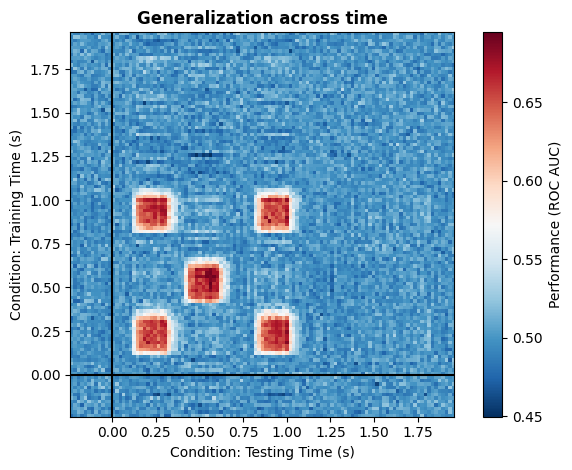 Generalization across time
Condition: Training Time (s)
1.75
1.50
1.25
1.00
0.75
0.50
0.25
0.00
0.00 0.25 0.50 0.75 1.00 1.25 1.50 1.75
Condition: Testing Time (s)
0.65
0.60
0.55
0.50
0.45
Performance (ROC AUC)